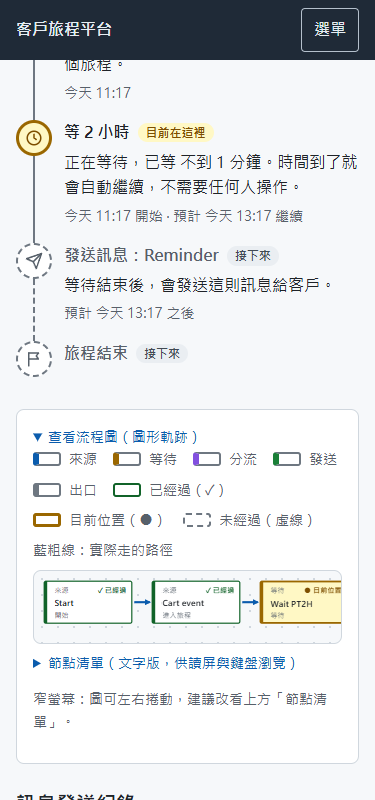 客戶旅程平台
選單
個旅程。
今天 11:17
等 2 小時 目前在這裡
正在等待，已等 不到 1 分鐘。時間到了就
會自動繼續，不需要任何人操作。
今天 11:17 開始 · 預計 今天 13:17 繼續
發送訊息：Reminder 接下來
等待結束後，會發送這則訊息給客戶。
預計 今天 13:17 之後
旅程結束 接下來
▼ 查看流程圖（圖形軌跡）
來源 等待 分流 發送
出口 已經過（✓）
目前位置（●） 未經過（虛線）
藍粗線：實際走的路徑
來源 ✓ 已經過
Start
開始
來源 ✓ 已經過
Cart event
進入旅程
等待 ● 目前位置
Wait PT2H
等待
▶ 節點清單（文字版，供讀屏與鍵盤瀏覽）
窄螢幕：圖可左右捲動，建議改看上方「節點清
單」。
訊息發送紀錄